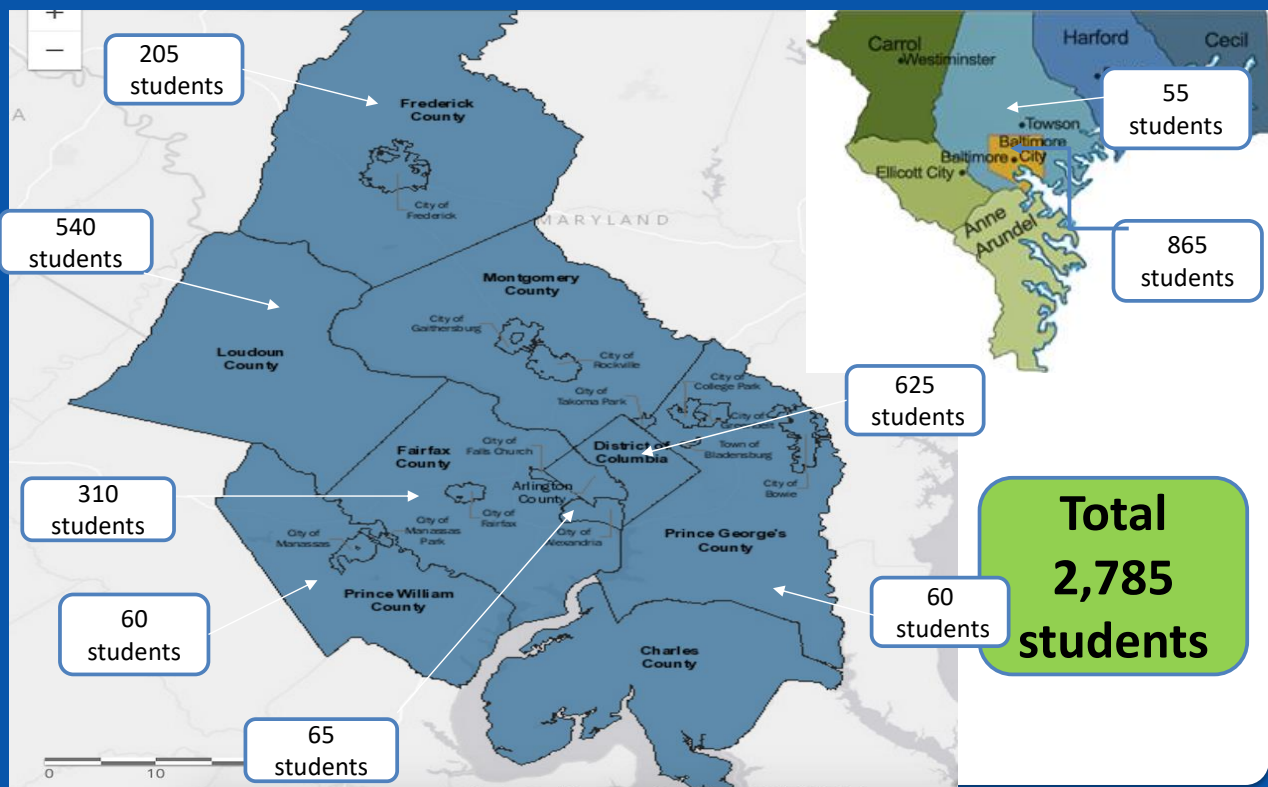 +
−
205
students
Frederick
County
City of
Frederick
MARYLAND
540
students
Montgomery
County
City of
Gaithersburg
City of
Rockville
Loudoun
County
City of
Takoma Park
City of
College Park
City of
Town of
Bladensburg
City of
Bowie
625
students
District of
Columbia
Fairfax
County
City of
Falls Church
Arlington
County
310
students
City of
Fairfax
City of
Alexandria
City of
Manassas
City of
Manassas
Park
Prince George's
County
Prince William
County
60
students
60
students
Charles
County
65
students
0
10
Carrol
Westminster
Harford
Cecil
55
students
Towson
Baltimore
City
Baltimore
Ellicott City
Anne
Arundel
865
students
Total
2,785
students
A